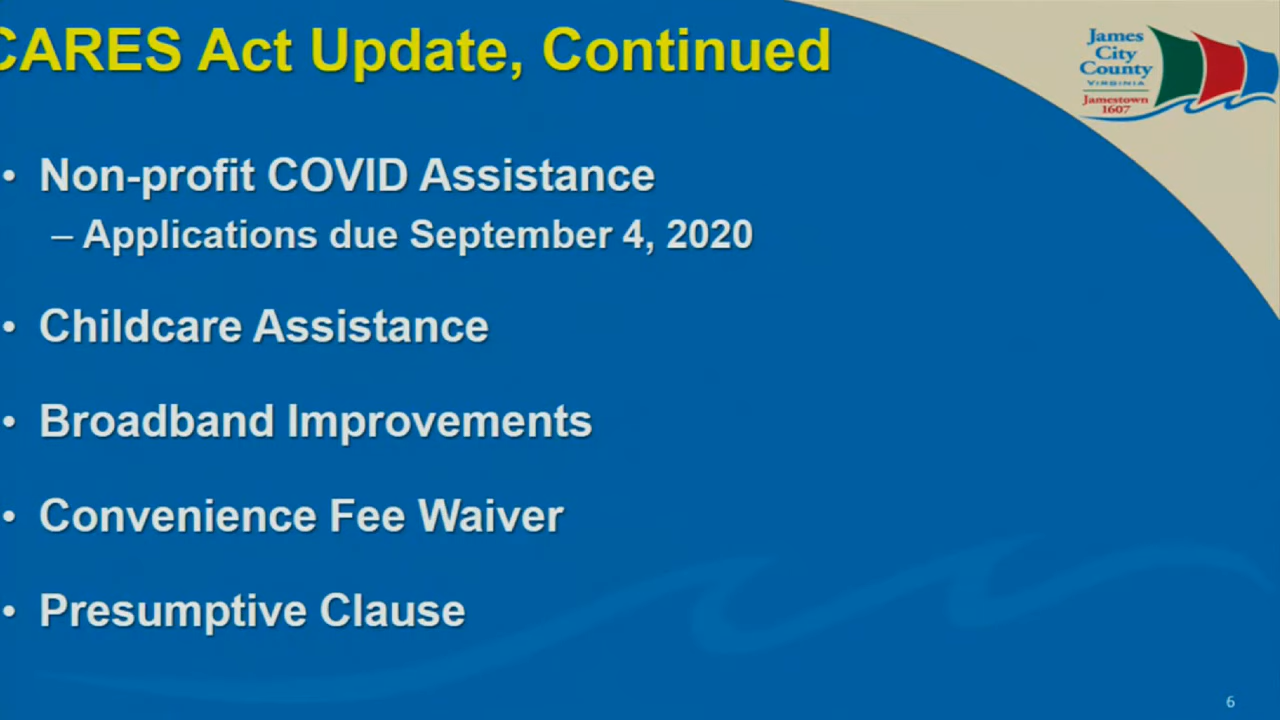 CARES Act Update, Continued
James
City
County
VIRGINIA
Jamestown
1607
• Non-profit COVID Assistance
– Applications due September 4, 2020
• Childcare Assistance
• Broadband Improvements
• Convenience Fee Waiver
• Presumptive Clause
6